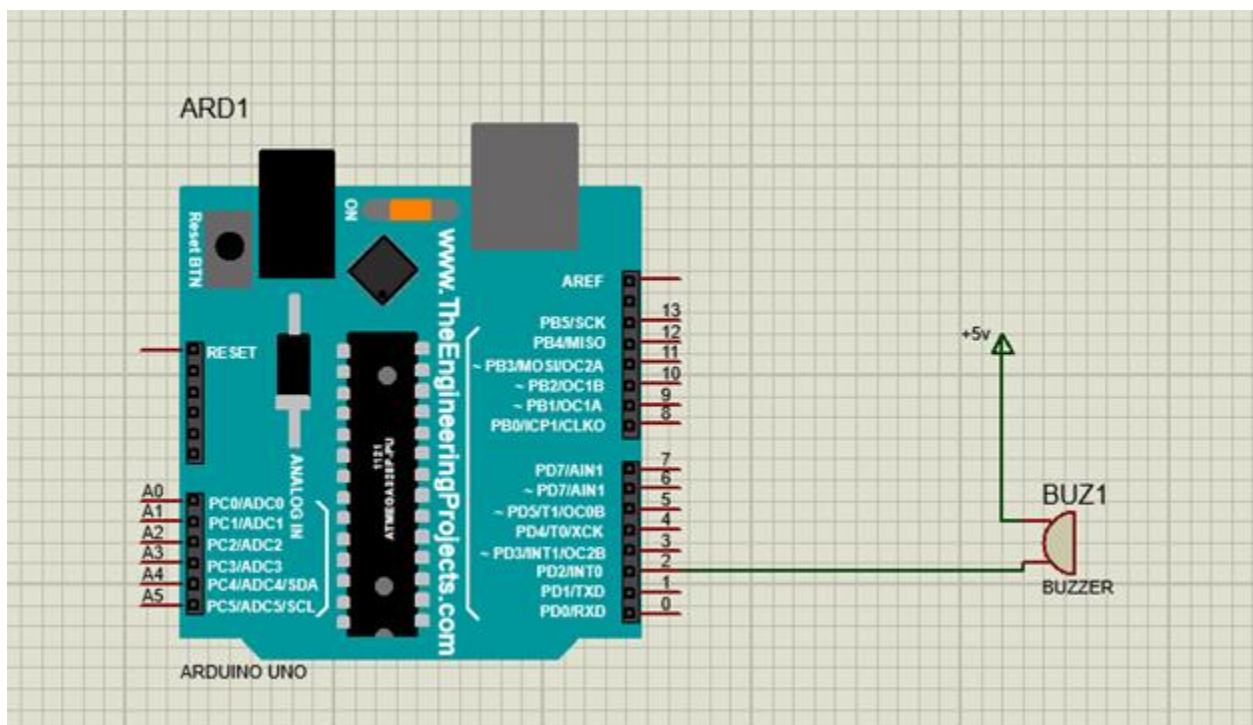 ARD1
ON
Reset BTN
www.TheEngineeringProjects.com
AREF
PB5/SCK 13
PB4/MISO 12
~ PB3/MOSI/OC2A 11
~ PB2/OC1B 10
~ PB1/OC1A 9
PB0/ICP1/CLKO 8
RESET
+5v
ANALOG IN
1121
ATMEGA328P-PU
PD7/AIN1 7
~ PD7/AIN1 6
~ PD5/T1/OC0B 5
PD4/T0/XCK 4
~ PD3/INT1/OC2B 3
PD2/INT0 2
PD1/TXD 1
PD0/RXD 0
A0 PC0/ADC0
A1 PC1/ADC1
A2 PC2/ADC2
A3 PC3/ADC3
A4 PC4/ADC4/SDA
A5 PC5/ADC5/SCL
BUZ1
BUZZER
ARDUINO UNO